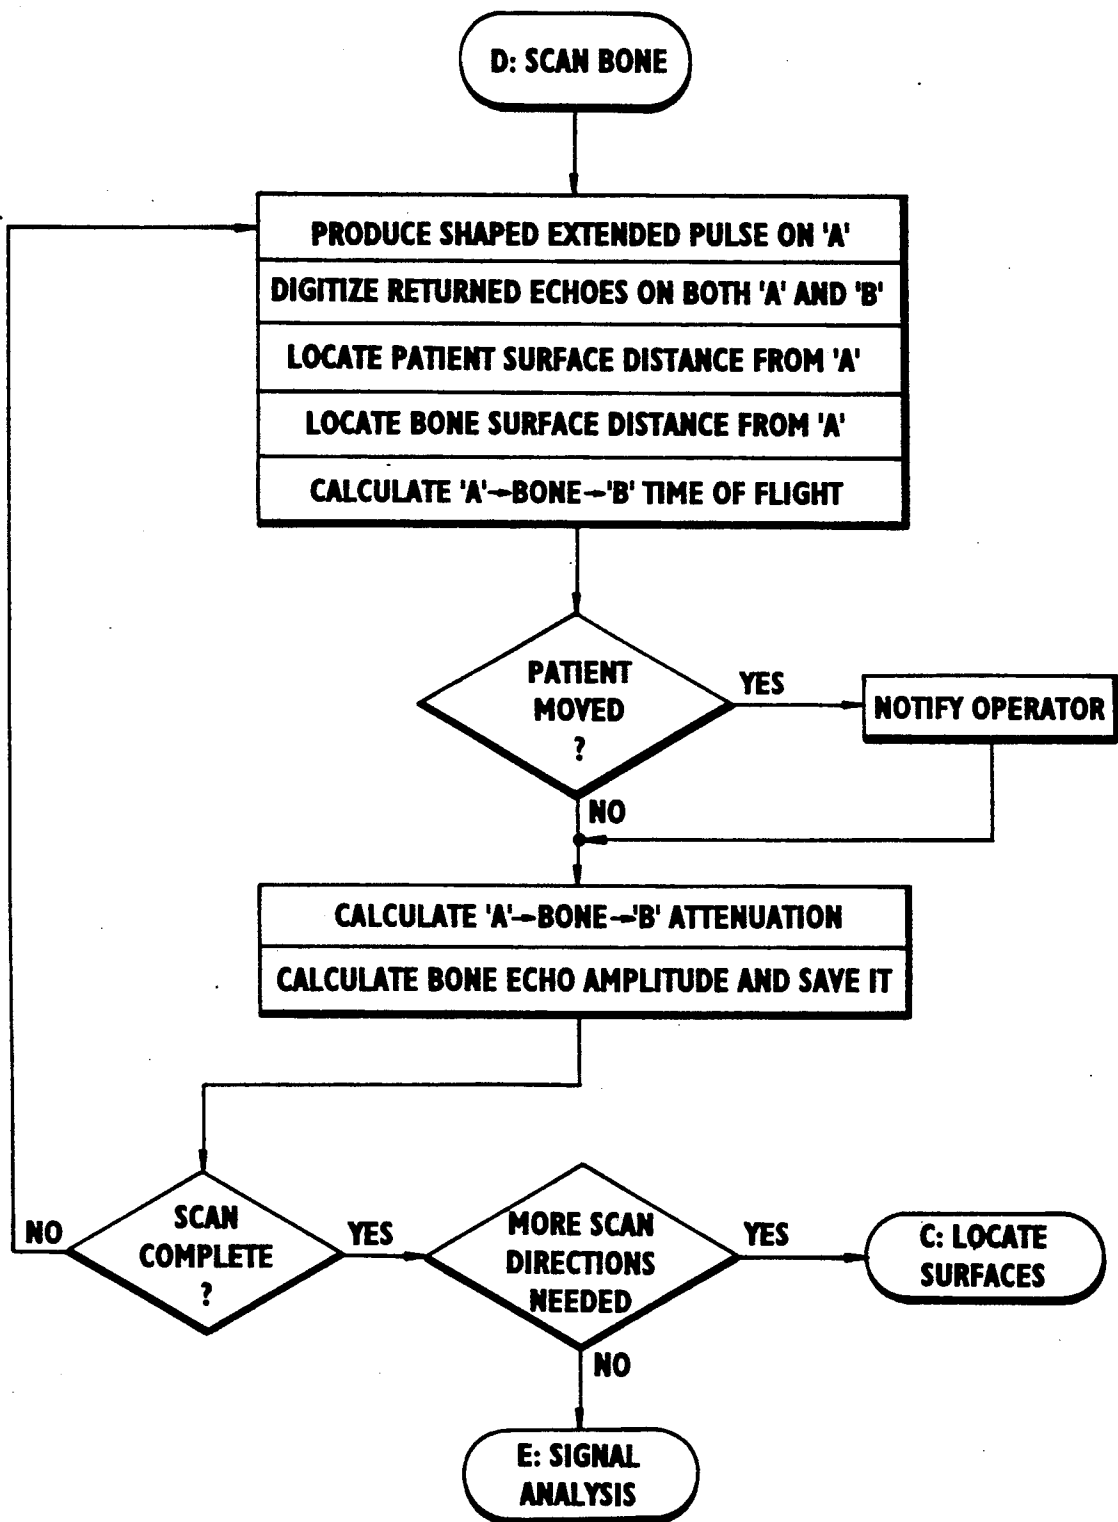 D: SCAN BONE
PRODUCE SHAPED EXTENDED PULSE ON 'A'
DIGITIZE RETURNED ECHOES ON BOTH 'A' AND 'B'
LOCATE PATIENT SURFACE DISTANCE FROM 'A'
LOCATE BONE SURFACE DISTANCE FROM 'A'
CALCULATE 'A'→BONE→'B' TIME OF FLIGHT
PATIENT
MOVED
?
YES
NOTIFY OPERATOR
NO
CALCULATE 'A'→BONE→'B' ATTENUATION
CALCULATE BONE ECHO AMPLITUDE AND SAVE IT
NO
SCAN
COMPLETE
?
YES
MORE SCAN
DIRECTIONS
NEEDED
YES
C: LOCATE
SURFACES
NO
E: SIGNAL
ANALYSIS